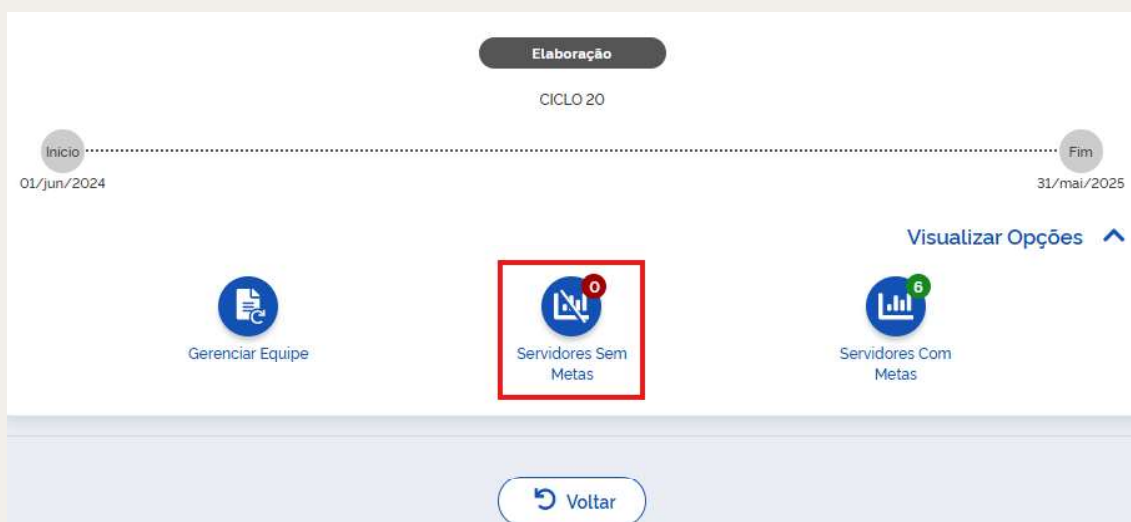 Elaboração
CICLO 20
Início
Fim
01/jun/2024
31/mai/2025
Visualizar Opções
0
6
Gerenciar Equipe
Servidores Sem
Metas
Servidores Com
Metas
Voltar